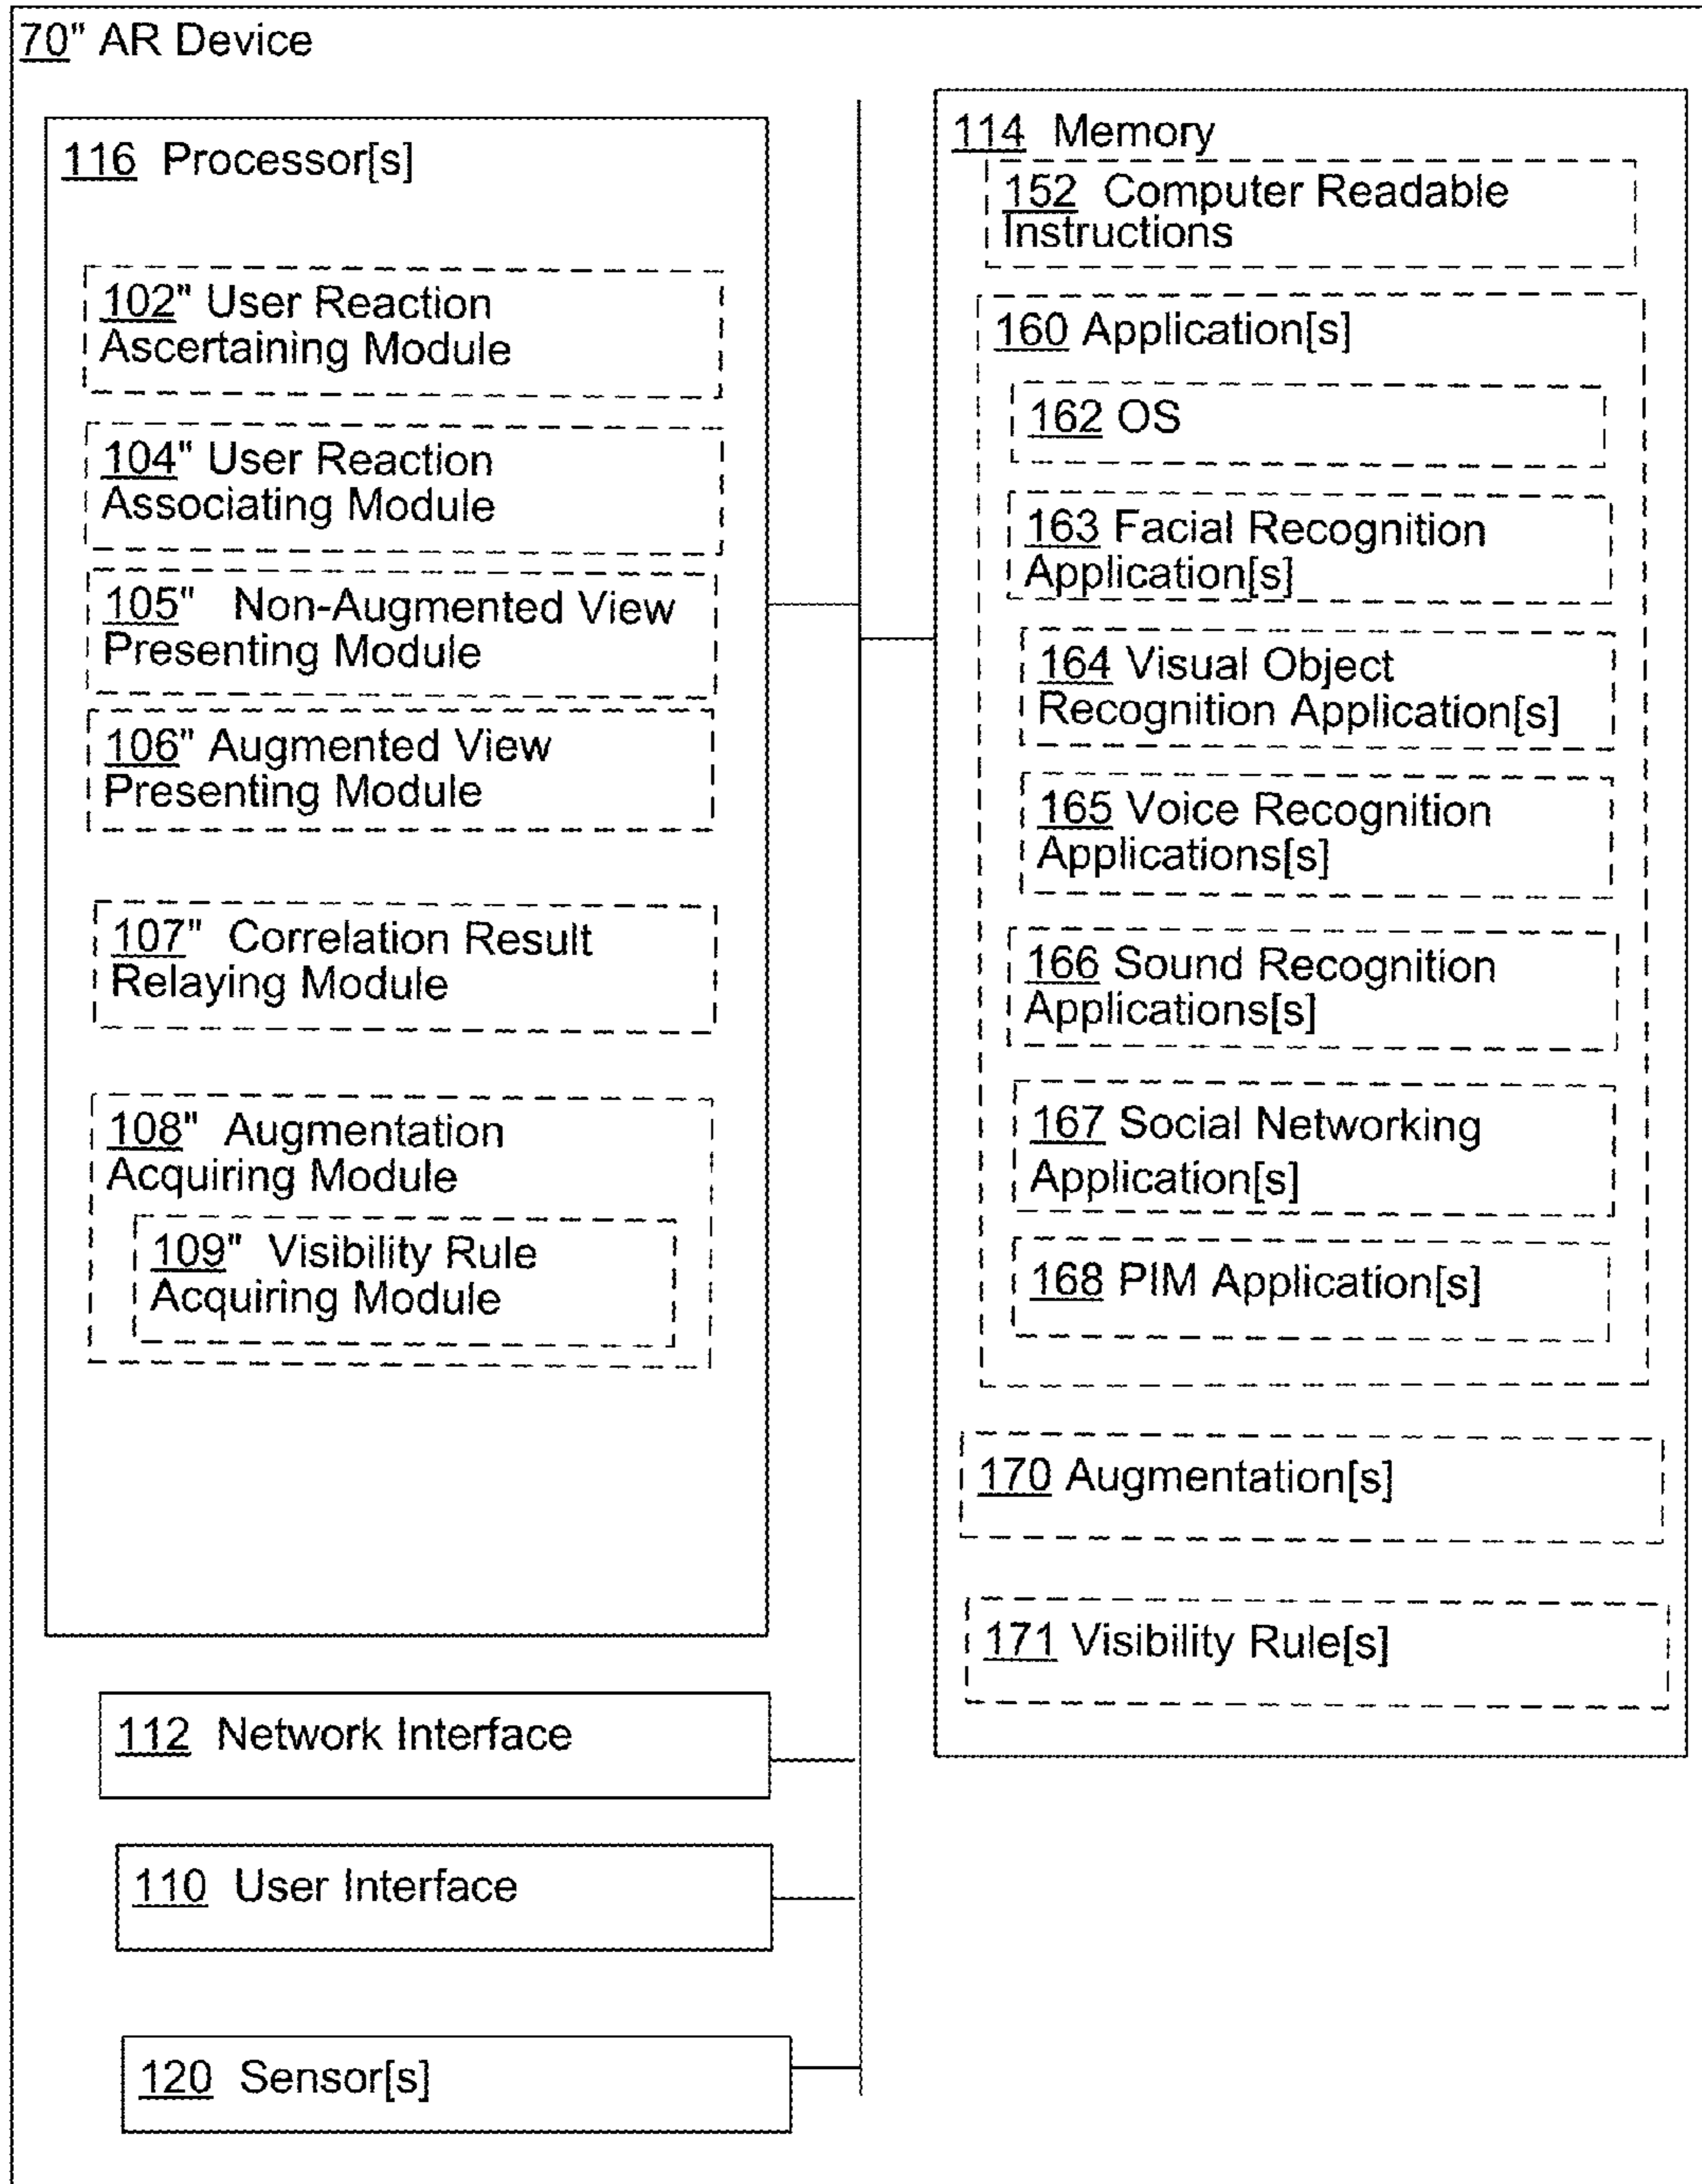 70" AR Device
116 Processor[s]
102" User Reaction
Ascertaining Module
104" User Reaction
Associating Module
105" Non-Augmented View
Presenting Module
106" Augmented View
Presenting Module
107" Correlation Result
Relaying Module
108" Augmentation
Acquiring Module
109" Visibility Rule
Acquiring Module
112 Network Interface
110 User Interface
120 Sensor[s]
114 Memory
152 Computer Readable
Instructions
160 Application[s]
162 OS
163 Facial Recognition
Application[s]
164 Visual Object
Recognition Application[s]
165 Voice Recognition
Applications[s]
166 Sound Recognition
Applications[s]
167 Social Networking
Application[s]
168 PIM Application[s]
170 Augmentation[s]
171 Visibility Rule[s]